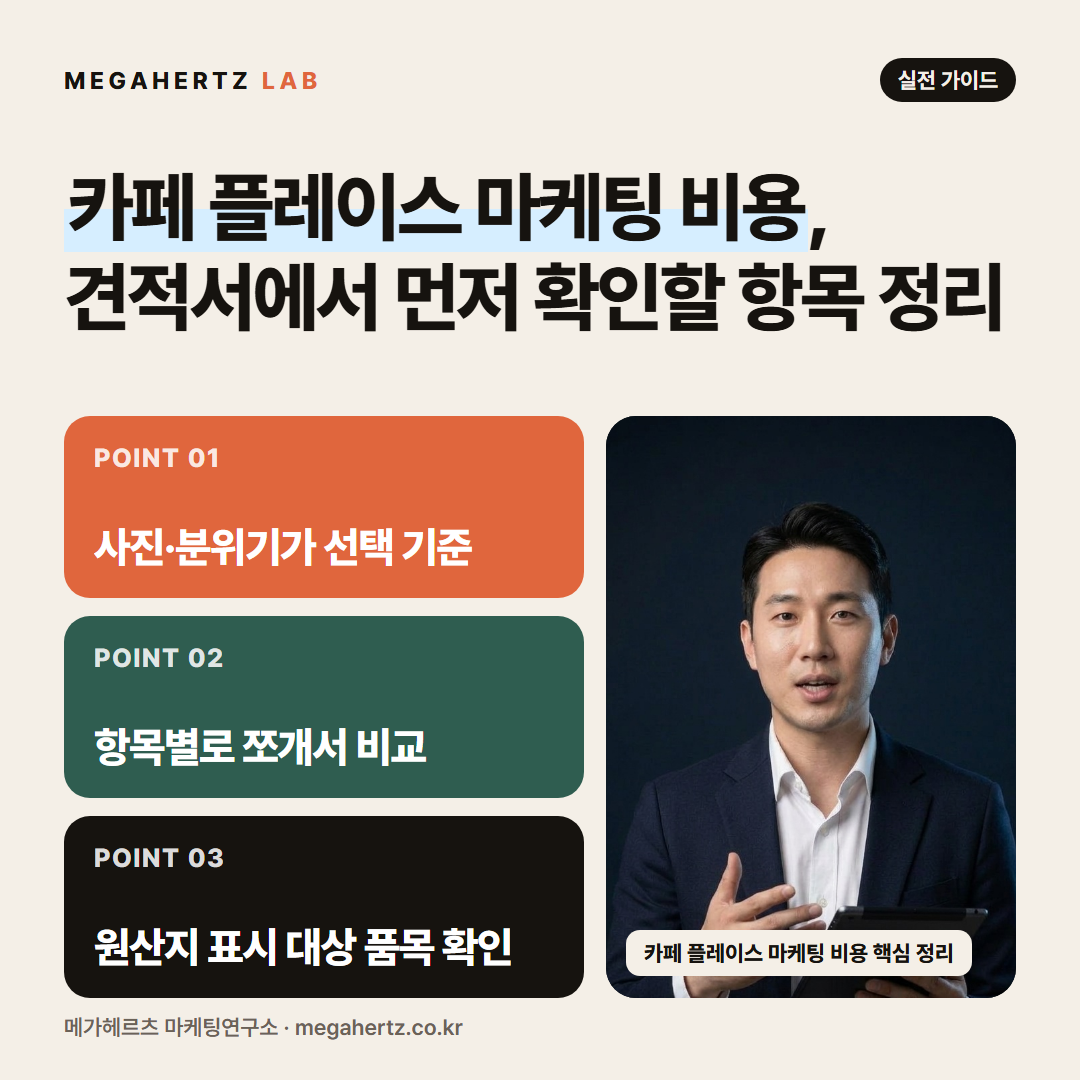 MEGAHERTZ LAB
실전 가이드
카페 플레이스 마케팅 비용,
견적서에서 먼저 확인할 항목 정리
POINT 01
사진·분위기가 선택 기준
POINT 02
항목별로 쪼개서 비교
POINT 03
원산지 표시 대상 품목 확인
카페 플레이스 마케팅 비용 핵심 정리
메가헤르츠 마케팅연구소 · megahertz.co.kr